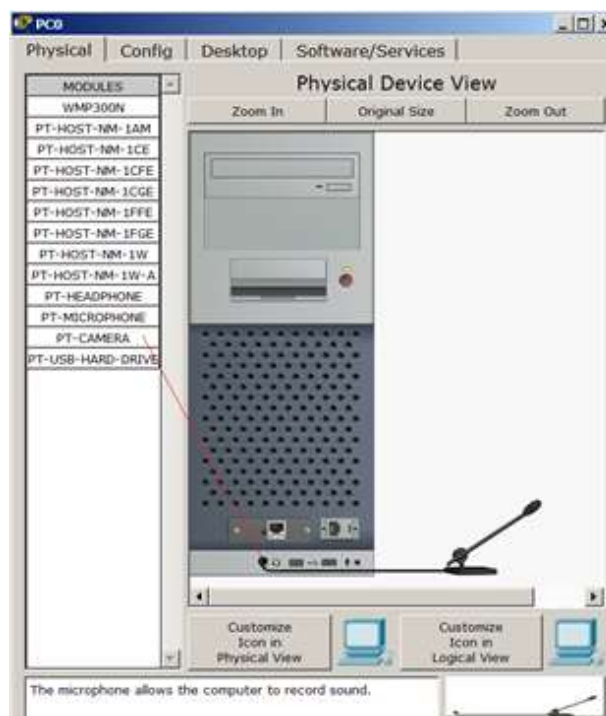 PC0
Physical Config Desktop Software/Services
MODULES
WMP300N
PT-HOST-NM-1AM
PT-HOST-NM-1CE
PT-HOST-NM-1CFE
PT-HOST-NM-1CGE
PT-HOST-NM-1FFE
PT-HOST-NM-1FGE
PT-HOST-NM-1W
PT-HOST-NM-1W-A
PT-HEADPHONE
PT-MICROPHONE
PT-CAMERA
PT-USB-HARD-DRIVE
Physical Device View
Zoom In Original Size Zoom Out
Customize
Icon in
Physical View
Customize
Icon in
Logical View
The microphone allows the computer to record sound.